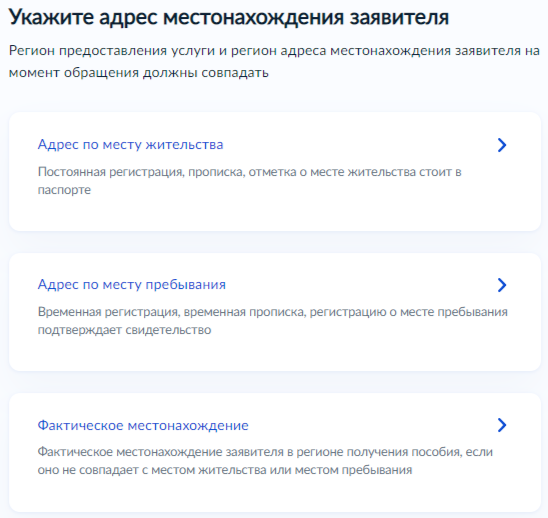 Укажите адрес местонахождения заявителя
Регион предоставления услуги и регион адреса местонахождения заявителя на
момент обращения должны совпадать
Адрес по месту жительства
Постоянная регистрация, прописка, отметка о месте жительства стоит в
паспорте
Адрес по месту пребывания
Временная регистрация, временная прописка, регистрацию о месте пребывания
подтверждает свидетельство
Фактическое местонахождение
Фактическое местонахождение заявителя в регионе получения пособия, если
оно не совпадает с местом жительства или местом пребывания